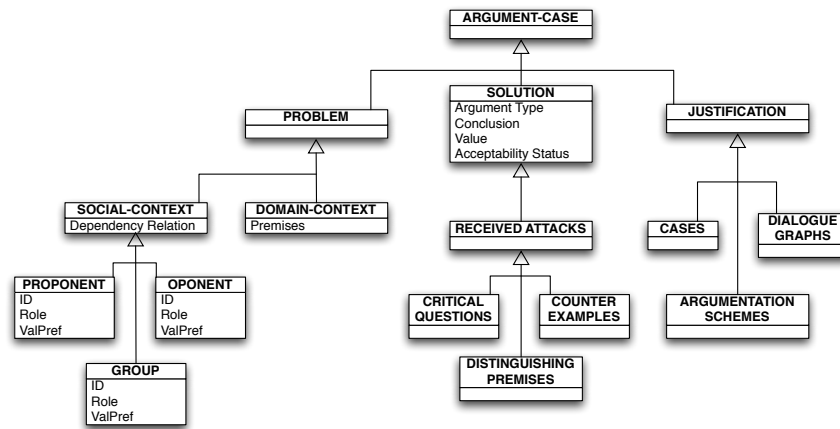 ARGUMENT-CASE
PROBLEM
SOLUTION
Argument Type
Conclusion
Value
Acceptability Status
JUSTIFICATION
SOCIAL-CONTEXT
Dependency Relation
DOMAIN-CONTEXT
Premises
RECEIVED ATTACKS
CASES
DIALOGUE
GRAPHS
PROPONENT
ID
Role
ValPref
OPONENT
ID
Role
ValPref
CRITICAL
QUESTIONS
COUNTER
EXAMPLES
ARGUMENTATION
SCHEMES
GROUP
ID
Role
ValPref
DISTINGUISHING
PREMISES